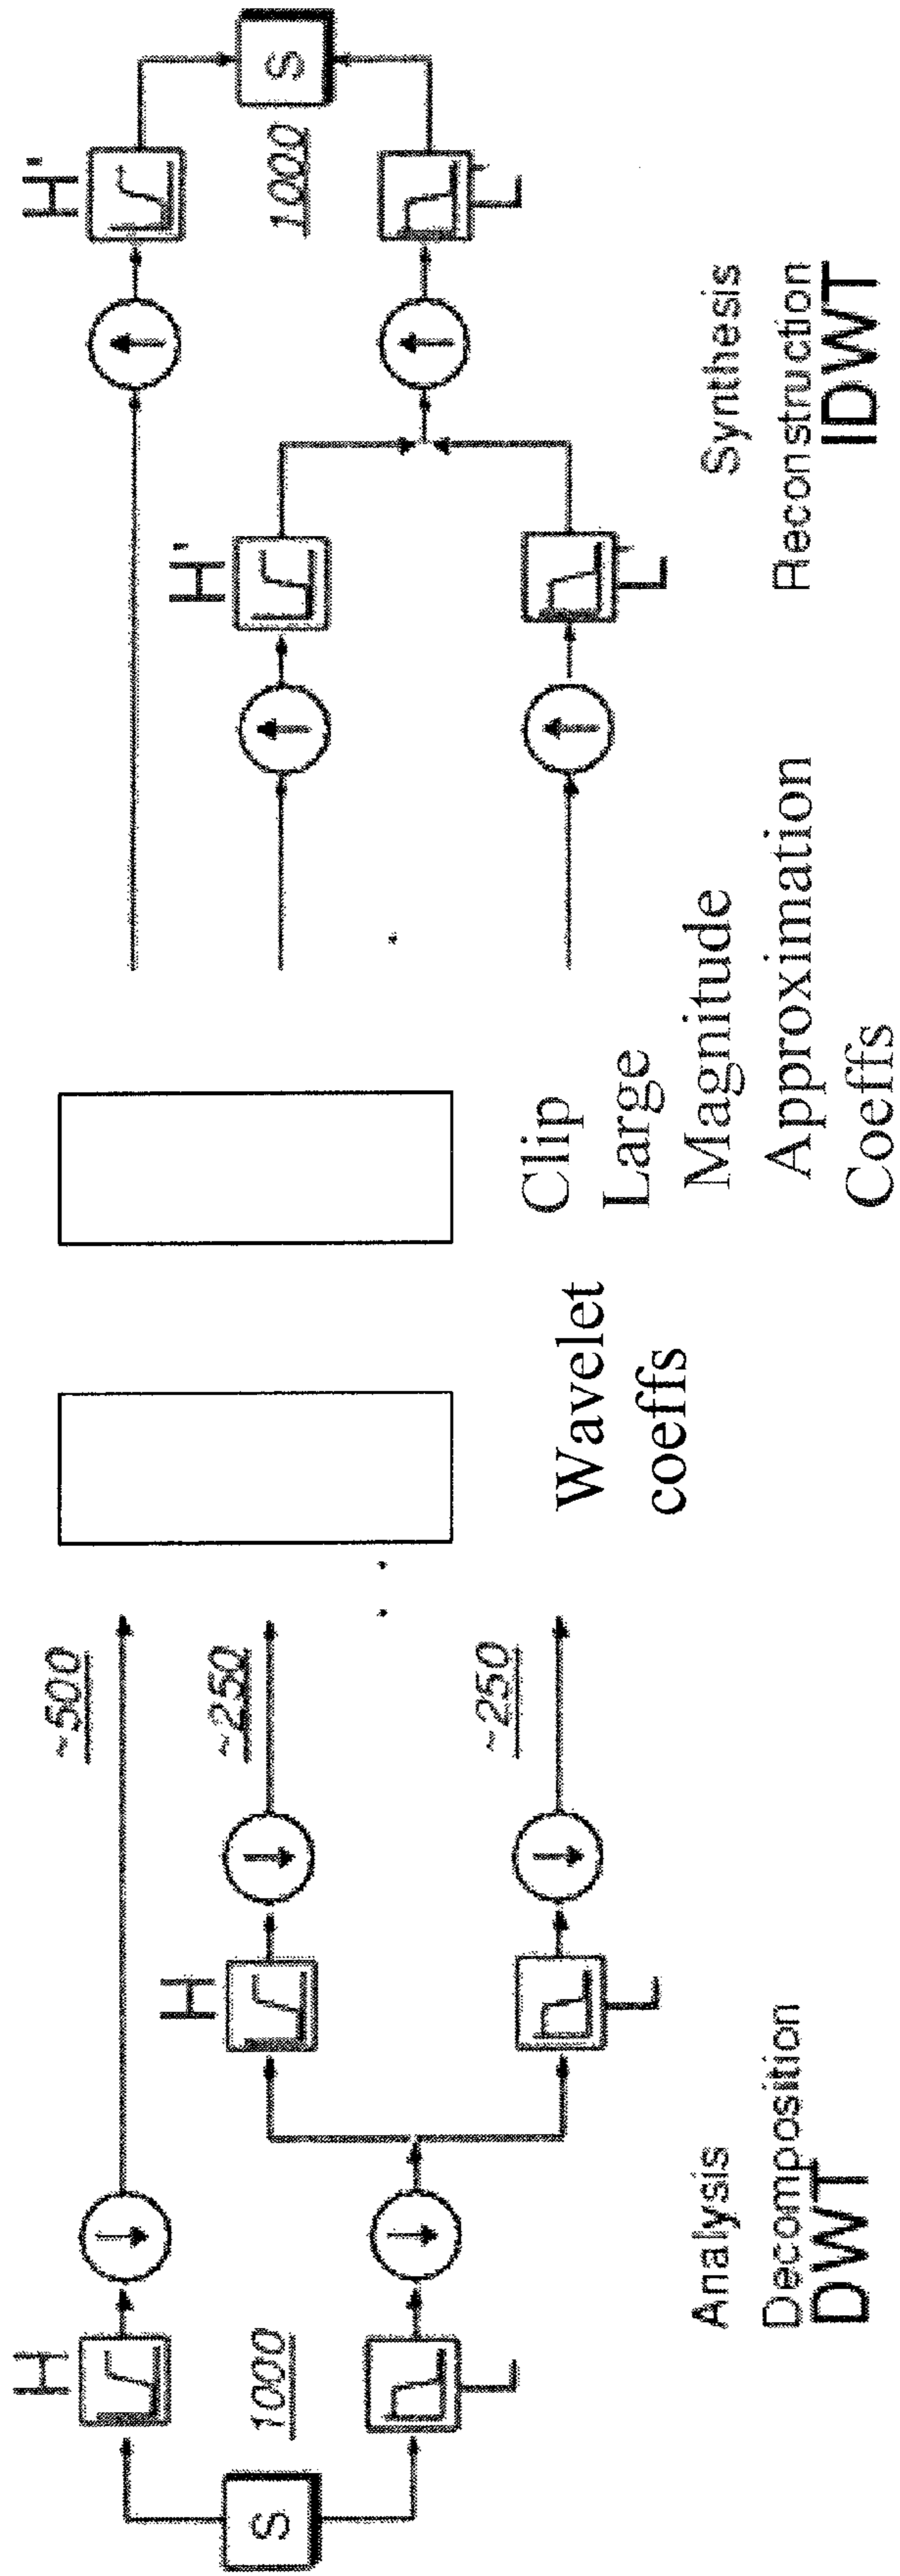 H
S
1000
L
~500
H
~250
L
~250
Analysis
Decomposition
DWT
Wavelet
coeffs
Clip
Large
Magnitude
Approximation
Coeffs
H'
L'
H'
1000
S
L'
Synthesis
Reconstruction
IDWT